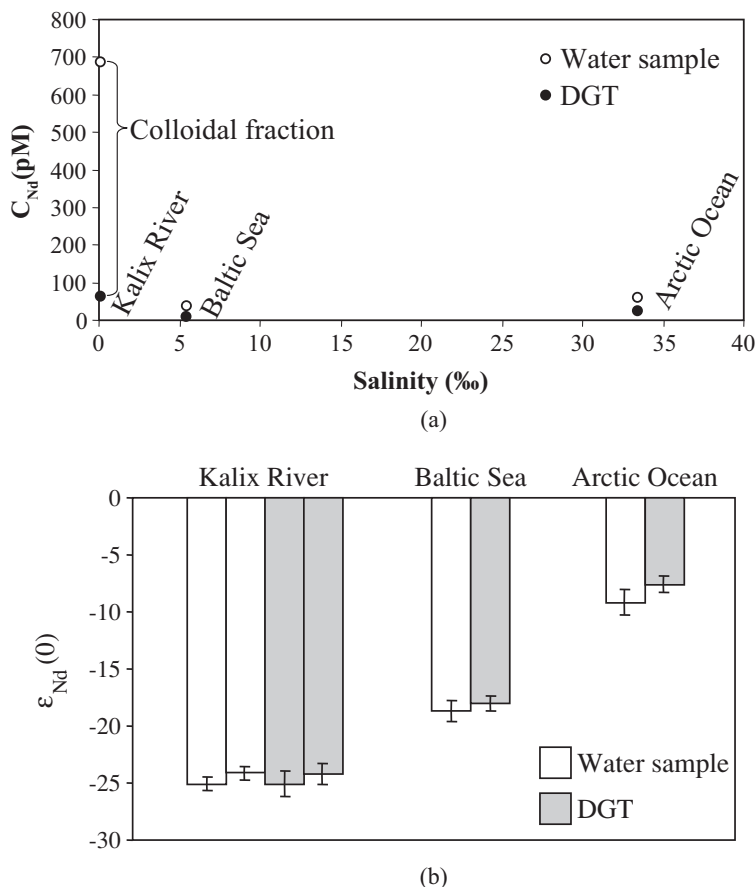 800
700
600
500
400
300
200
100
0
C_Nd(pM)
Water sample
DGT
Colloidal fraction
Kalix River
Baltic Sea
Arctic Ocean
0 5 10 15 20 25 30 35 40
Salinity (‰)
(a)
Kalix River Baltic Sea Arctic Ocean
0
-5
-10
-15
-20
-25
-30
ε_Nd(0)
Water sample
DGT
(b)